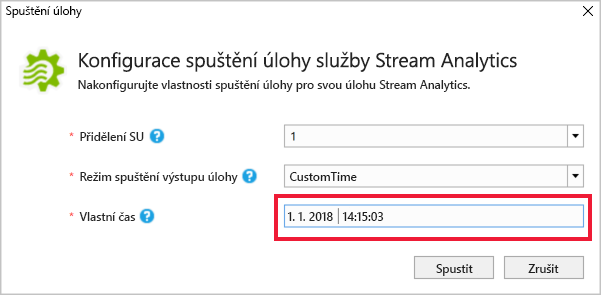 Spuštění úlohy
Konfigurace spuštění úlohy služby Stream Analytics
Nakonfigurujte vlastnosti spuštění úlohy pro svou úlohu Stream Analytics.
* Přidělení SU ? 1
* Režim spuštění výstupu úlohy ? CustomTime
* Vlastní čas ? 1. 1. 2018 14:15:03
Spustit Zrušit